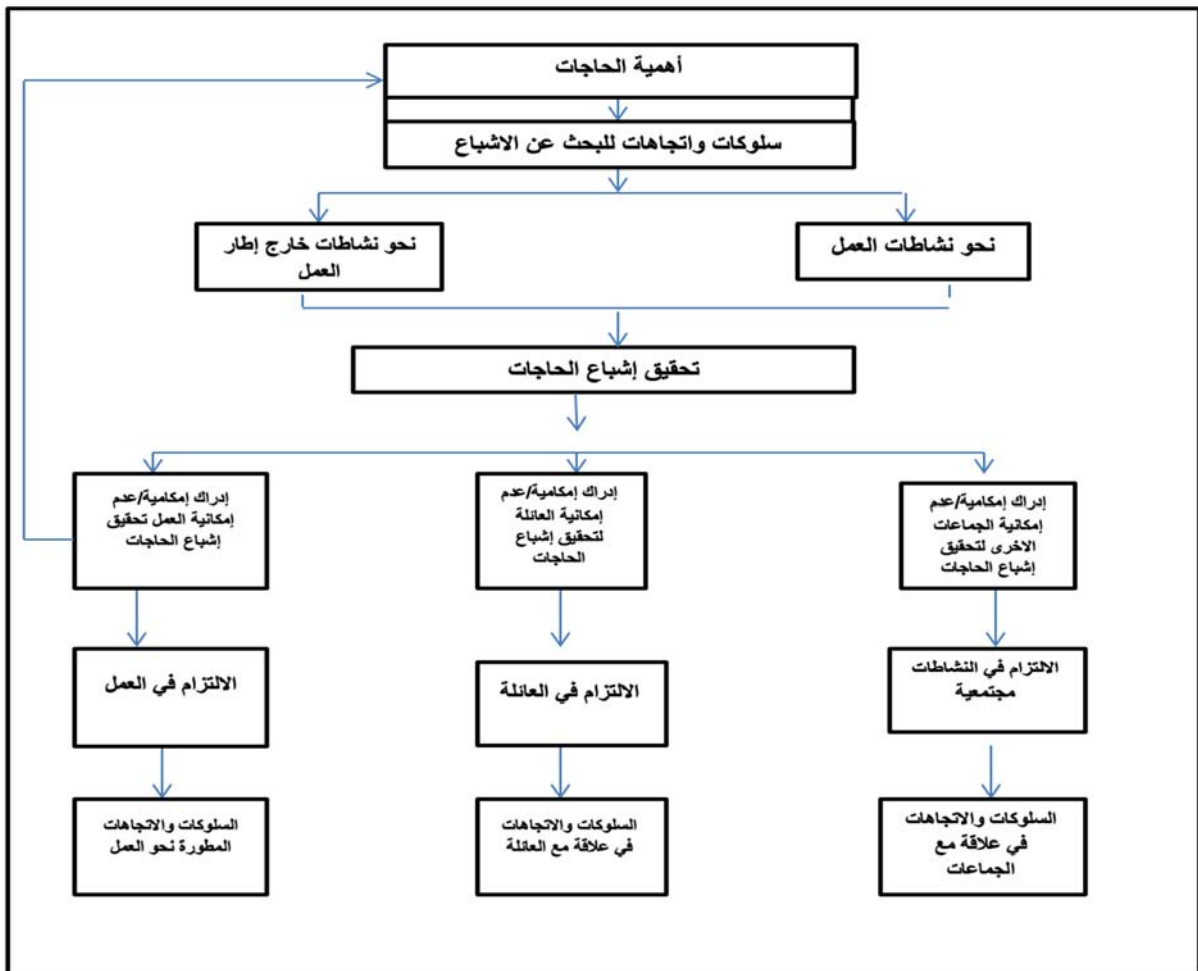 أهمية الحاجات
سلوكات واتجاهات للبحث عن الاشباع
نحو نشاطات العمل
نحو نشاطات خارج إطار
العمل
تحقيق إشباع الحاجات
إدراك إمكامية/عدم
إمكانية الجماعات
الاخرى لتحقيق
إشباع الحاجات
إدراك إمكامية/عدم
إمكانية العائلة
لتحقيق إشباع
الحاجات
إدراك إمكامية/عدم
إمكانية العمل تحقيق
إشباع الحاجات
الالتزام في النشاطات
مجتمعية
الالتزام في العائلة
الالتزام في العمل
السلوكات والاتجاهات
في علاقة مع
الجماعات
السلوكات والاتجاهات
في علاقة مع العائلة
السلوكات والاتجاهات
المطورة نحو العمل